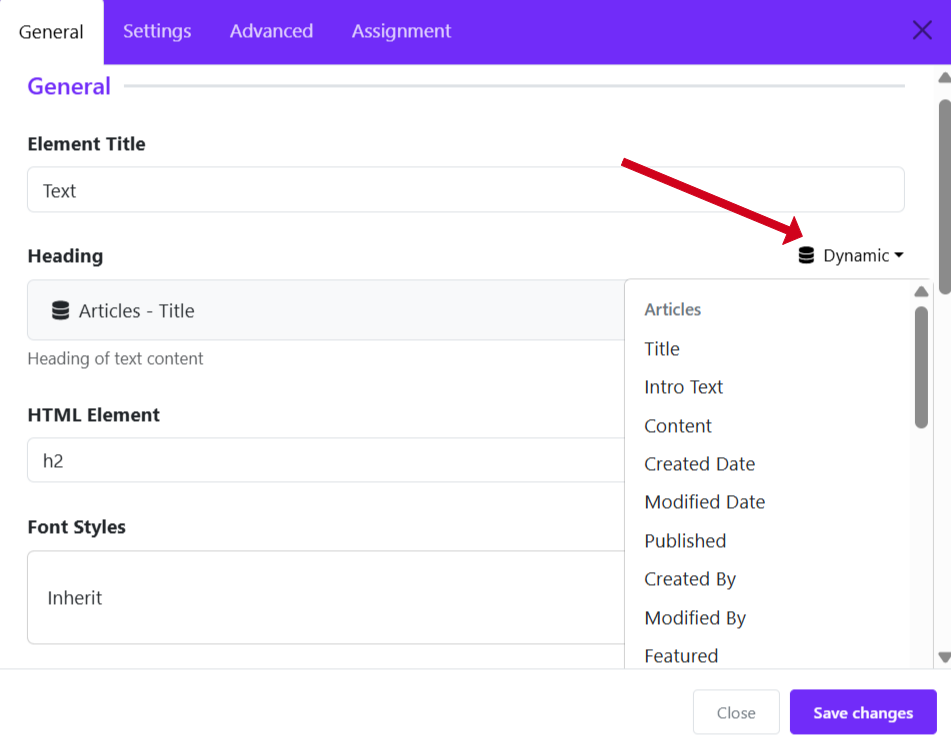 General Settings Advanced Assignment
General
Element Title
Text
Heading
Dynamic
Articles - Title
Heading of text content
HTML Element
h2
Font Styles
Inherit
Articles
Title
Intro Text
Content
Created Date
Modified Date
Published
Created By
Modified By
Featured
Close Save changes